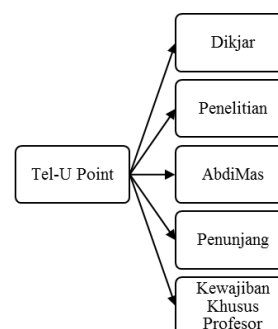 Dikjar
Penelitian
Tel-U Point
AbdiMas
Penunjang
Kewajiban
Khusus
Profesor